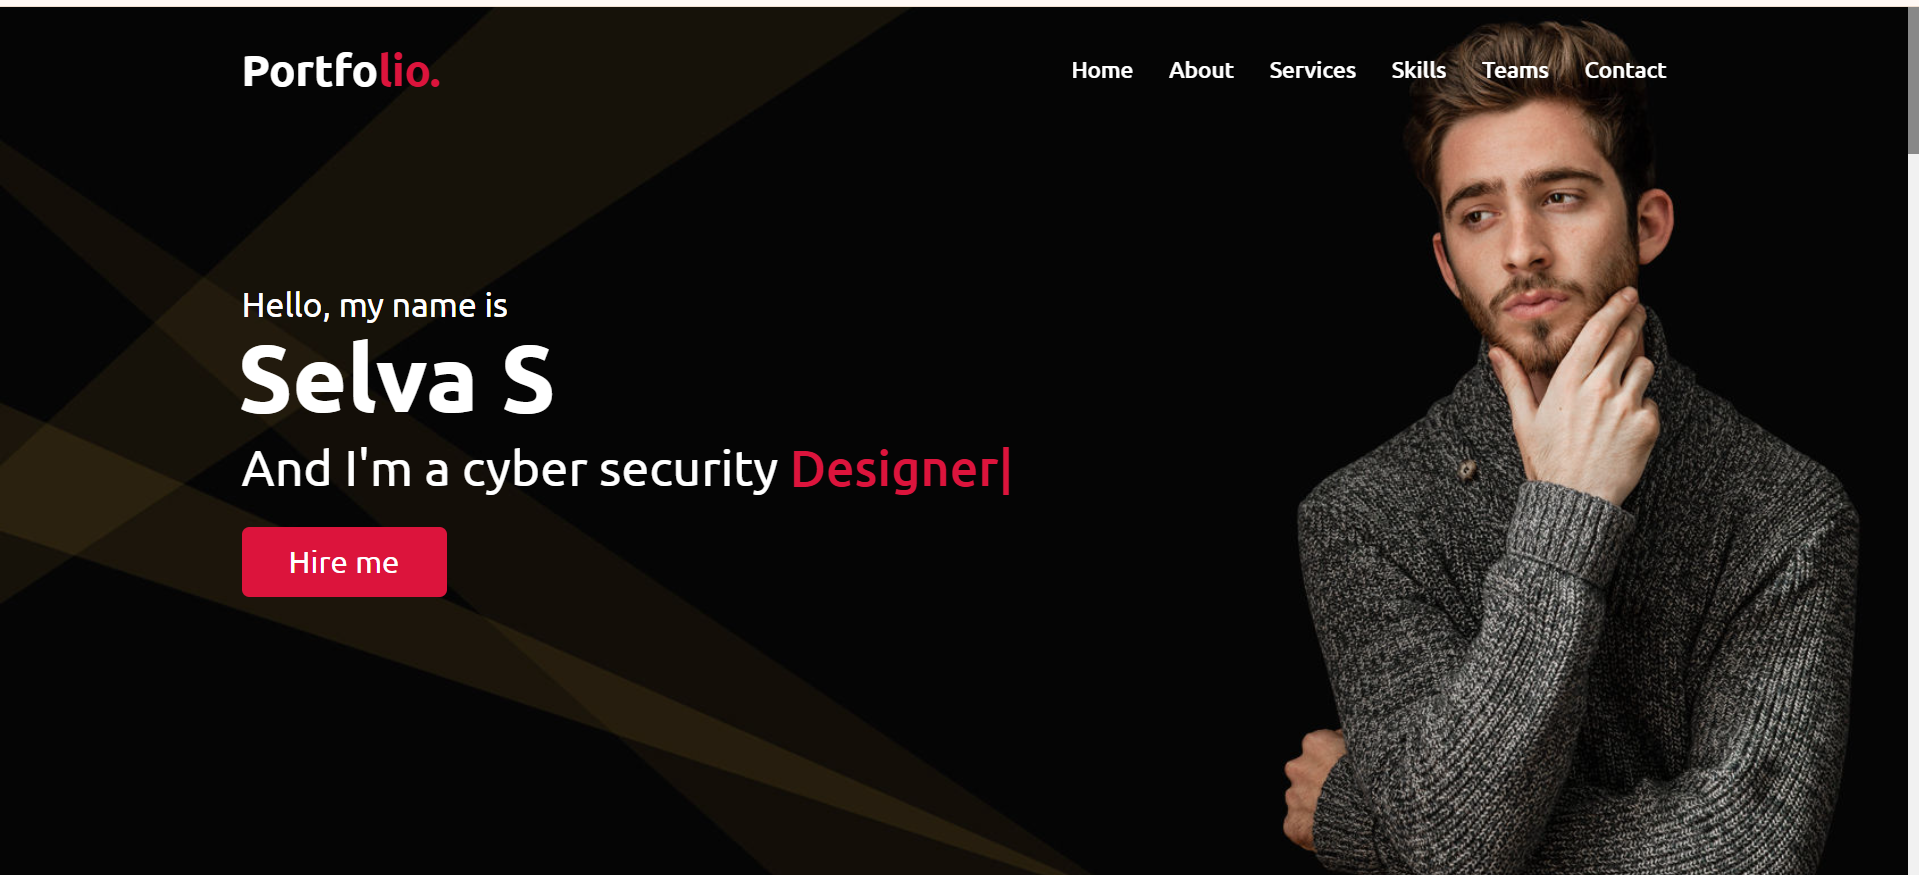 Portfolio.
Home About Services Skills Teams Contact
Hello, my name is
Selva S
And I'm a cyber security Designer|
Hire me